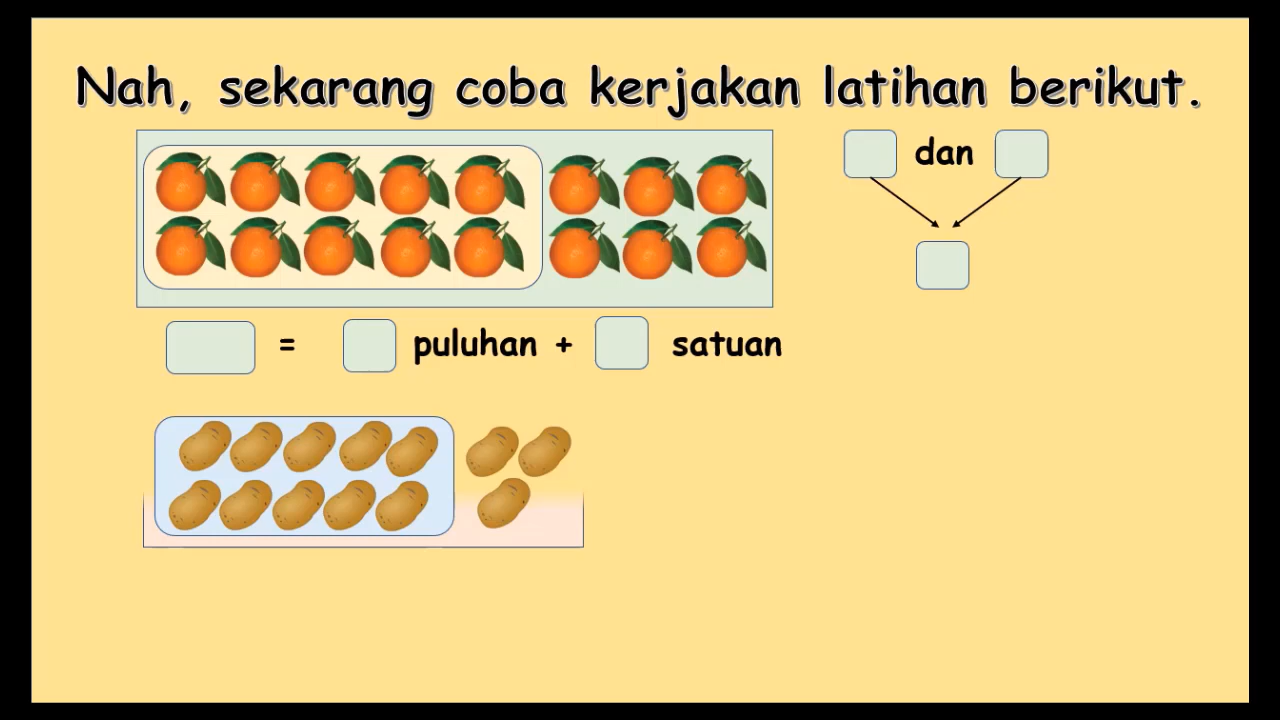 Nah, sekarang coba kerjakan latihan berikut.
dan
= puluhan + satuan